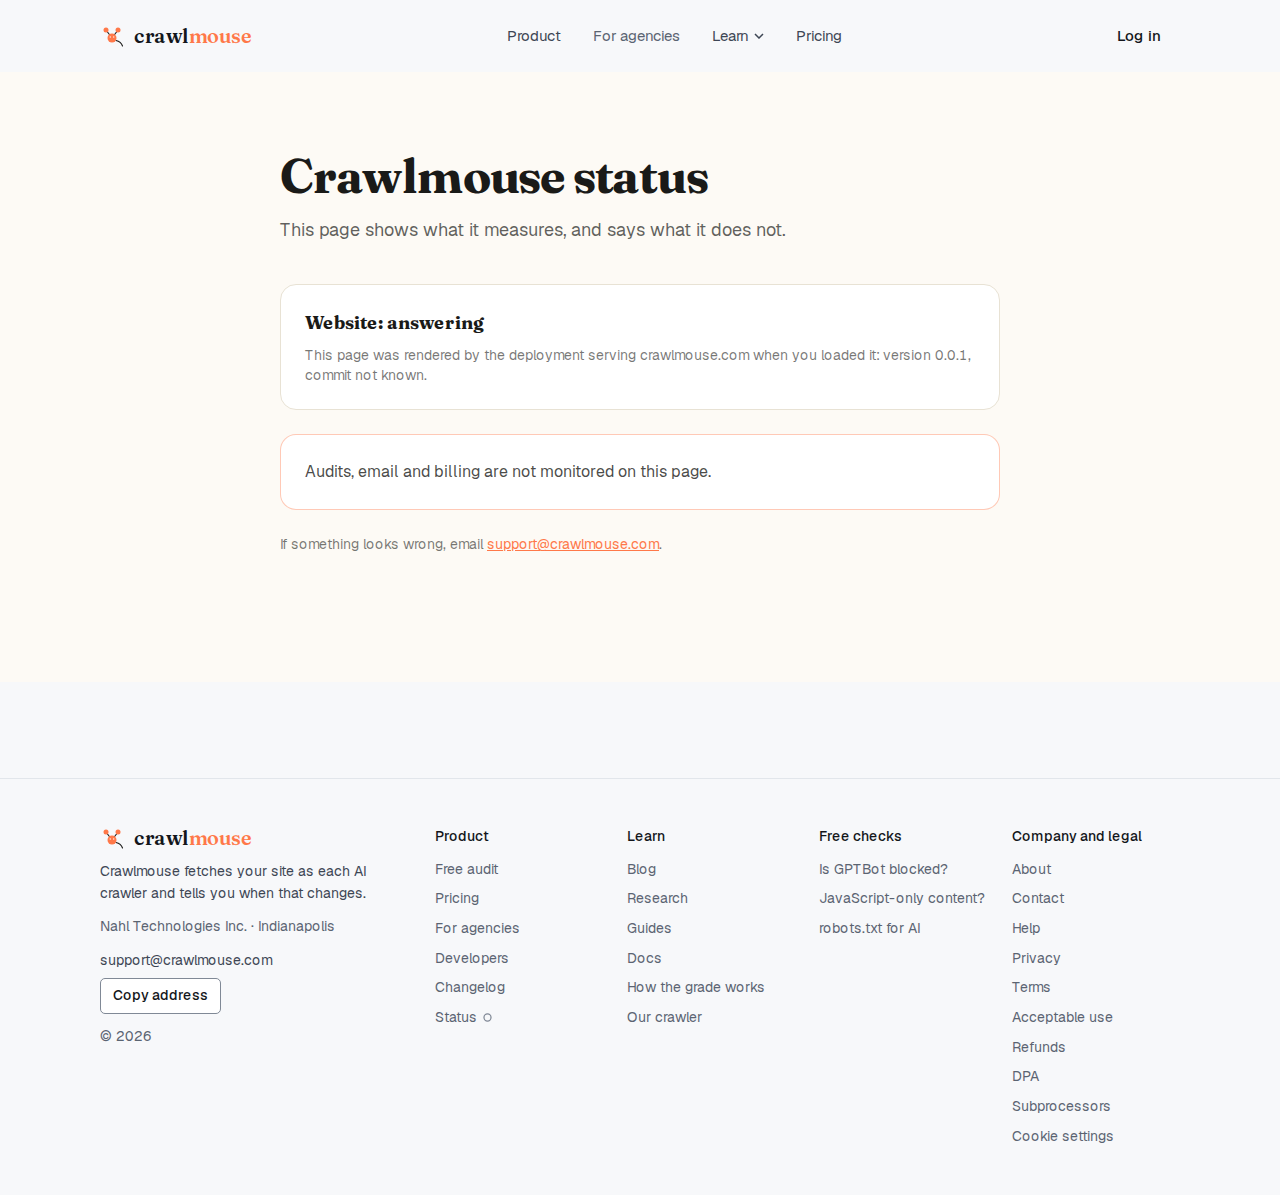 crawlmouse
Product
For agencies
Learn
Pricing
Log in
Crawlmouse status
This page shows what it measures, and says what it does not.
Website: answering
This page was rendered by the deployment serving crawlmouse.com when you loaded it: version 0.0.1,
commit not known.
Audits, email and billing are not monitored on this page.
If something looks wrong, email support@crawlmouse.com.
crawlmouse
Crawlmouse fetches your site as each AI
crawler and tells you when that changes.
Nahl Technologies Inc. · Indianapolis
support@crawlmouse.com
Copy address
© 2026
Product
Free audit
Pricing
For agencies
Developers
Changelog
Status
Learn
Blog
Research
Guides
Docs
How the grade works
Our crawler
Free checks
Is GPTBot blocked?
JavaScript-only content?
robots.txt for AI
Company and legal
About
Contact
Help
Privacy
Terms
Acceptable use
Refunds
DPA
Subprocessors
Cookie settings